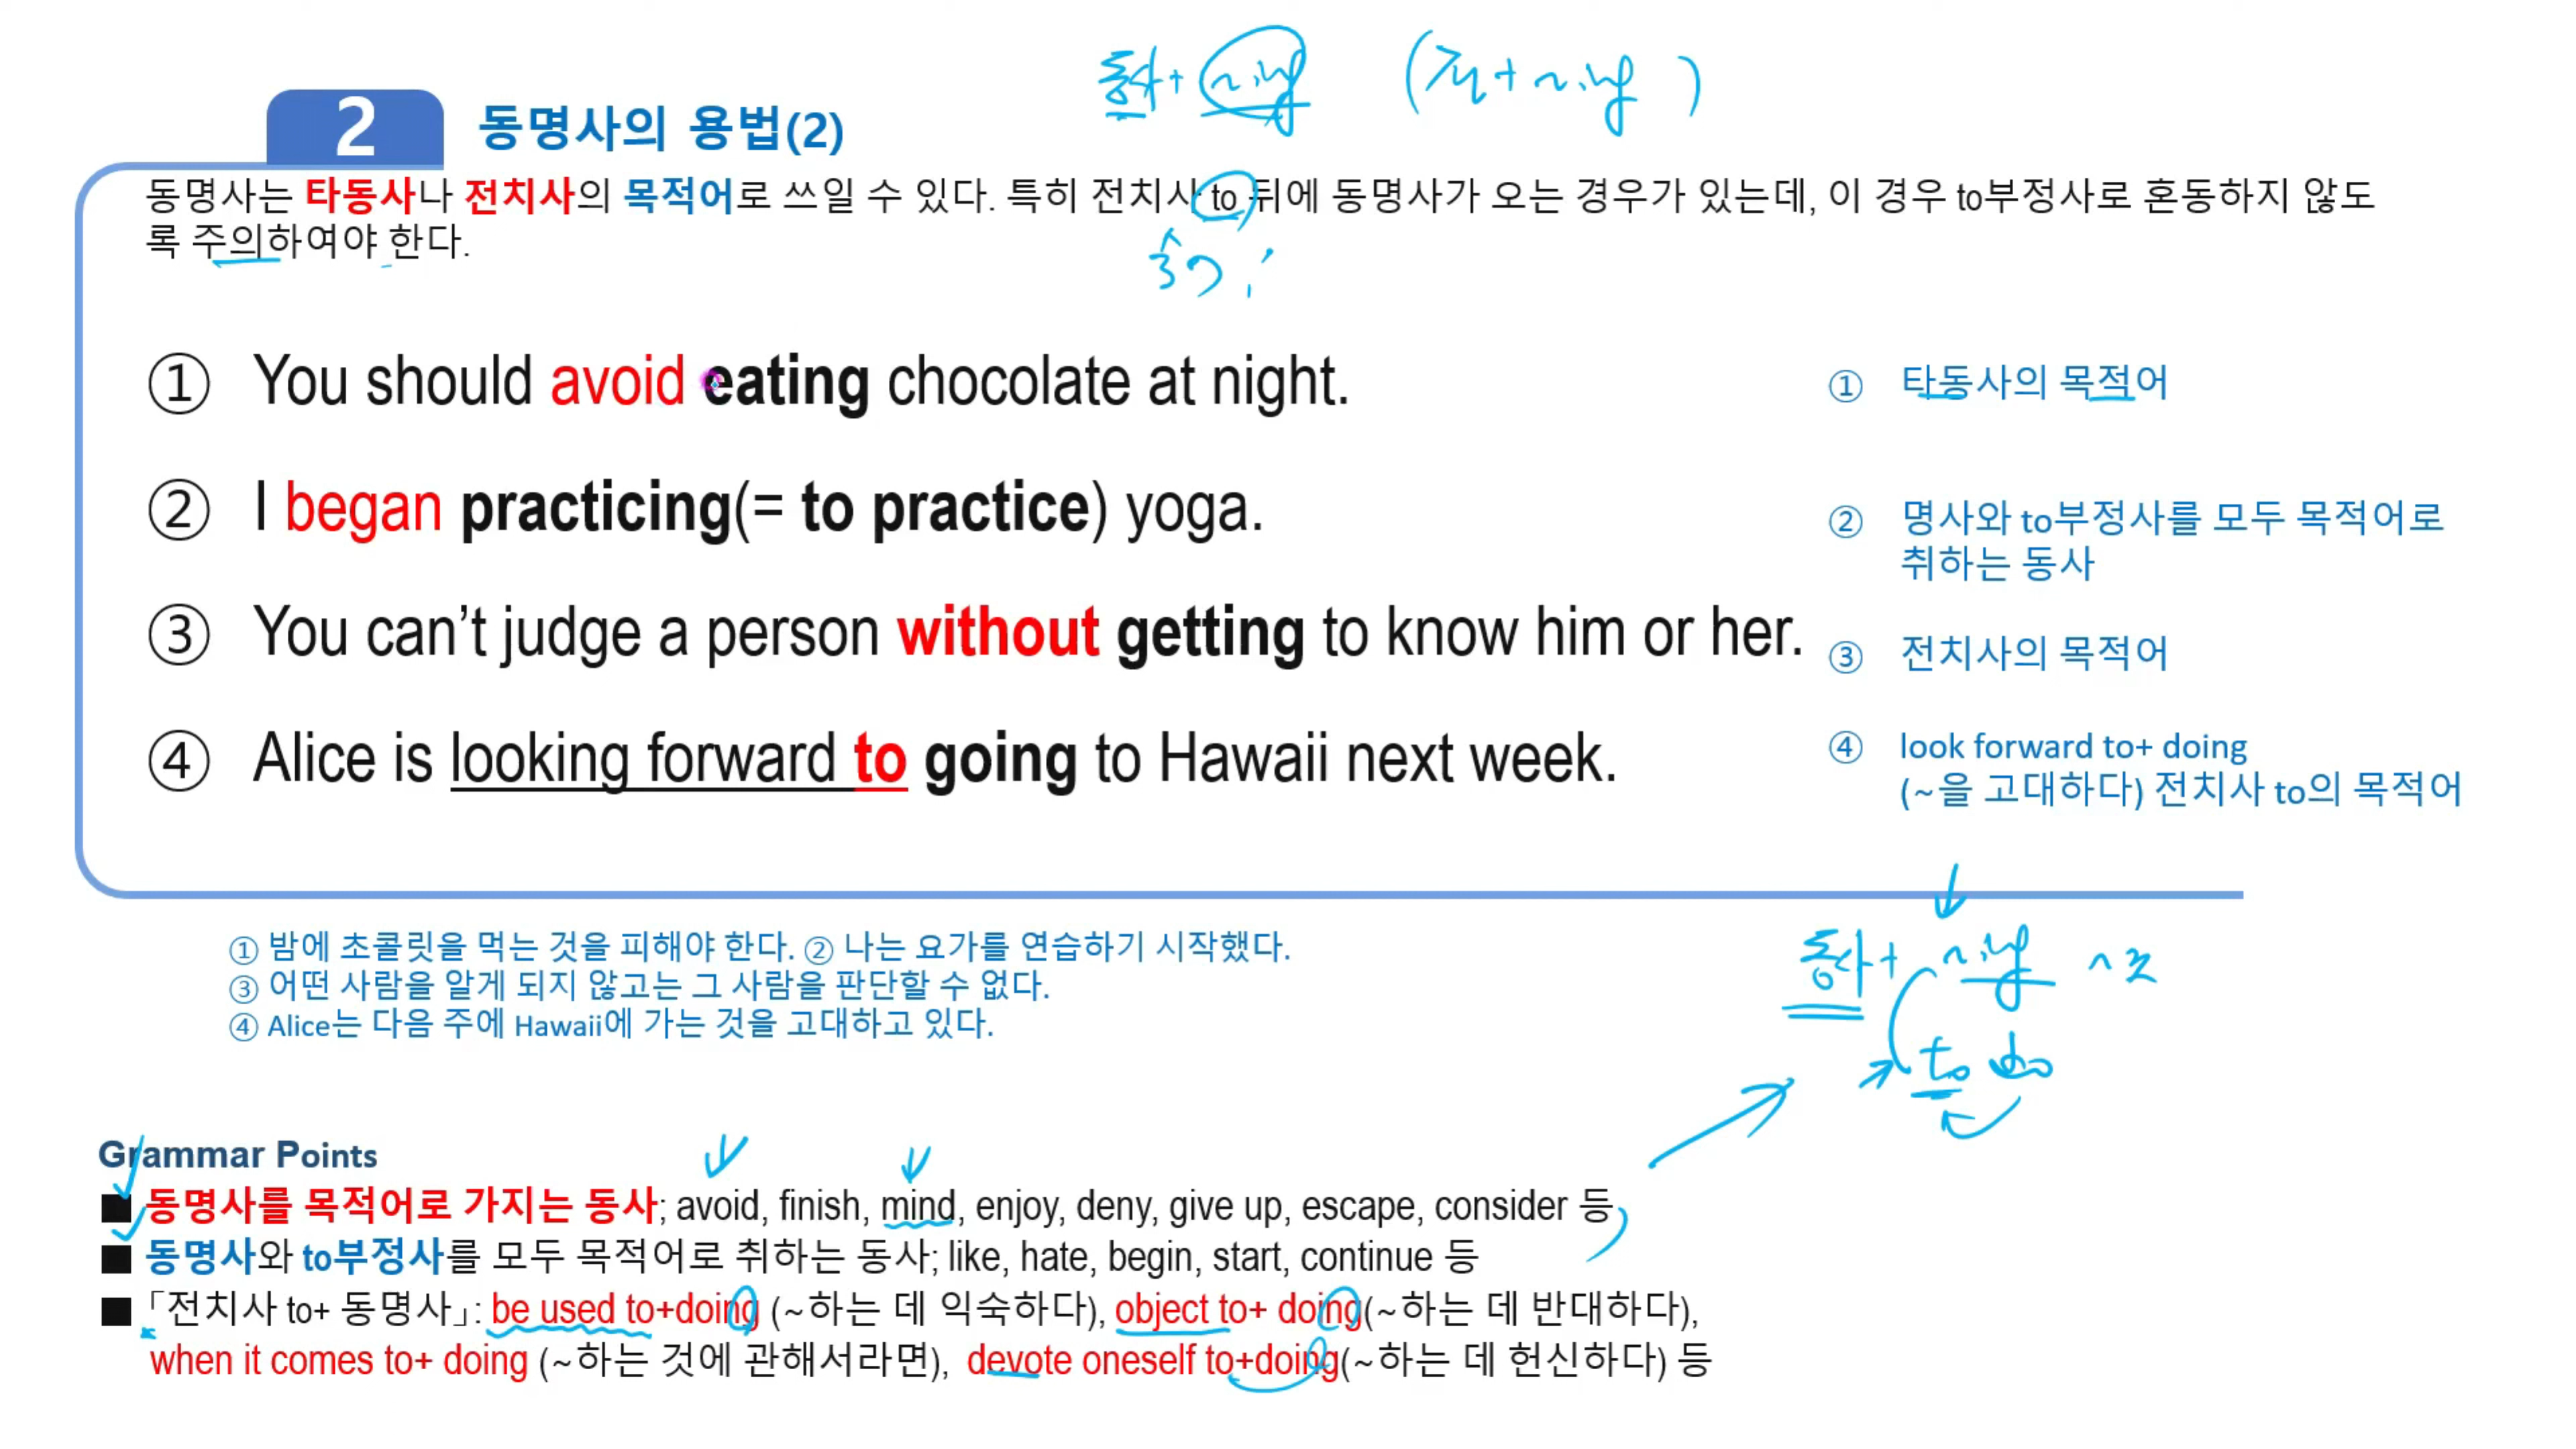 동사 + ~ing ( 전 + ~ing )
2 동명사의 용법(2)
동명사는 타동사나 전치사의 목적어로 쓰일 수 있다. 특히 전치사 to 뒤에 동명사가 오는 경우가 있는데, 이 경우 to부정사로 혼동하지 않도
록 주의하여야 한다.
① You should avoid eating chocolate at night.
① 타동사의 목적어
② I began practicing(= to practice) yoga.
② 명사와 to부정사를 모두 목적어로
취하는 동사
③ You can’t judge a person without getting to know him or her.
③ 전치사의 목적어
④ Alice is looking forward to going to Hawaii next week.
④ look forward to+ doing
(~을 고대하다) 전치사 to의 목적어
① 밤에 초콜릿을 먹는 것을 피해야 한다. ② 나는 요가를 연습하기 시작했다.
③ 어떤 사람을 알게 되지 않고는 그 사람을 판단할 수 없다.
④ Alice는 다음 주에 Hawaii에 가는 것을 고대하고 있다.
동사 + ~ing
to do
Grammar Points
■ 동명사를 목적어로 가지는 동사; avoid, finish, mind, enjoy, deny, give up, escape, consider 등
■ 동명사와 to부정사를 모두 목적어로 취하는 동사; like, hate, begin, start, continue 등
■ 「전치사 to+ 동명사」: be used to+doing (~하는 데 익숙하다), object to+ doing(~하는 데 반대하다),
when it comes to+ doing (~하는 것에 관해서라면), devote oneself to+doing(~하는 데 헌신하다) 등